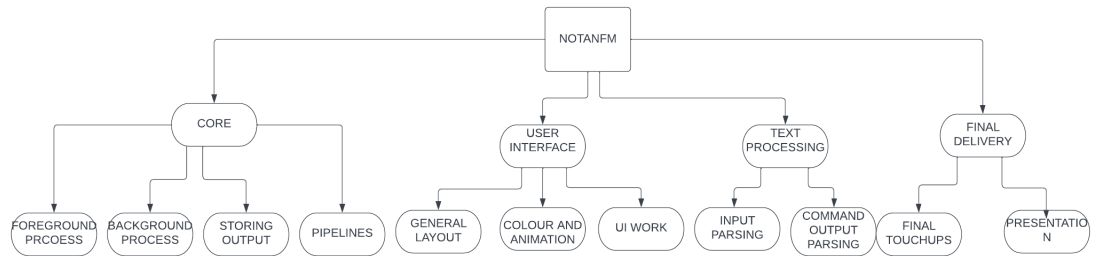 NOTANFM
CORE
USER
INTERFACE
TEXT
PROCESSING
FINAL
DELIVERY
FOREGROUND
PRCOESS
BACKGROUND
PROCESS
STORING
OUTPUT
PIPELINES
GENERAL
LAYOUT
COLOUR AND
ANIMATION
UI WORK
INPUT
PARSING
COMMAND
OUTPUT
PARSING
FINAL
TOUCHUPS
PRESENTATIO
N